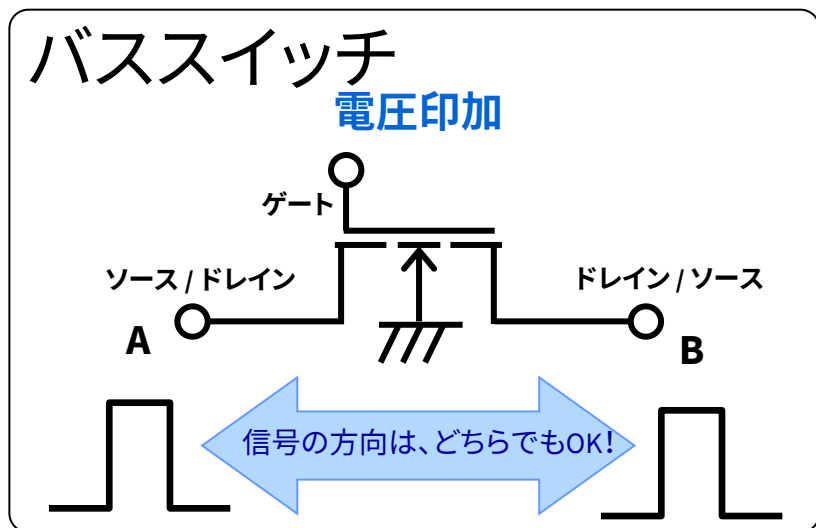 バススイッチ
電圧印加
ゲート
ソース / ドレイン
ドレイン / ソース
A
B
信号の方向は、どちらでもOK!